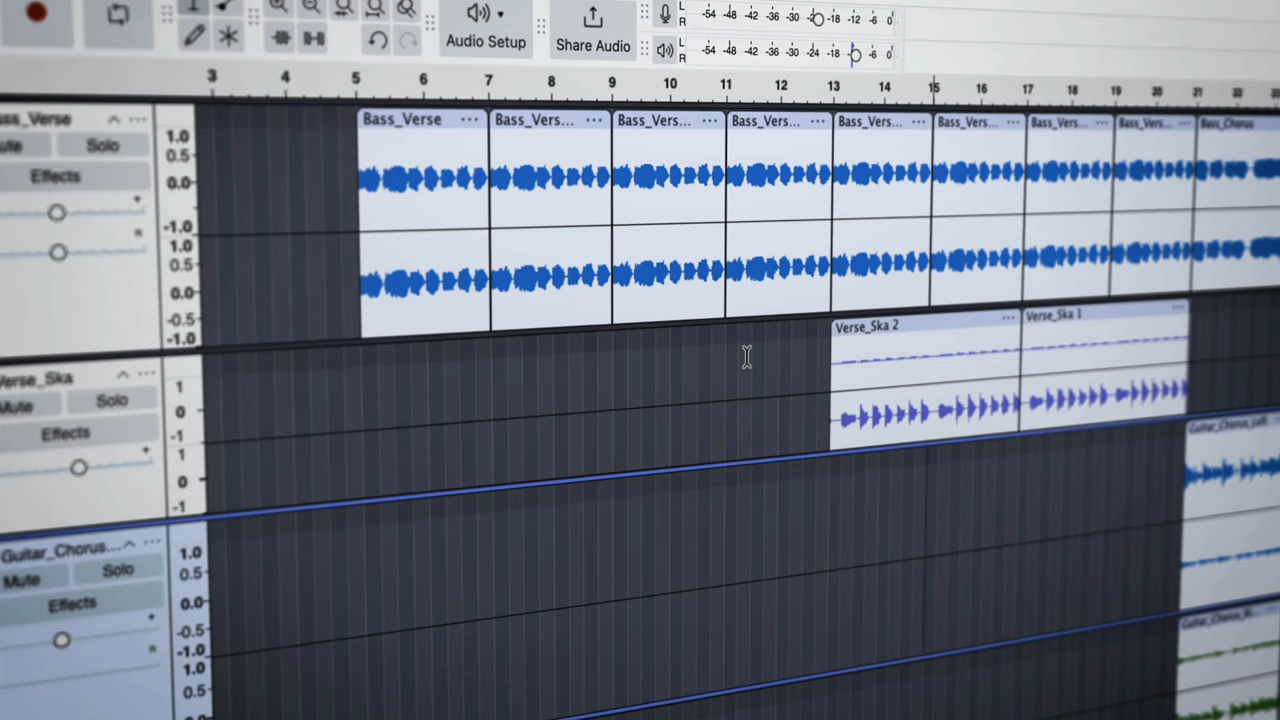 Audio Setup
Share Audio
L
R
-54 -48 -42 -36 -30 -18 -12 -6 0
L
R
-54 -48 -42 -36 -30 -24 -18 -6 0
3 4 5 6 7 8 9 10 11 12 13 14 15 16 17 18 19
ss_Verse
ute Solo
Effects
1.0
0.5
0.0
-1.0
1.0
0.5
0.0
-0.5
-1.0
Bass_Verse ...
Bass_Vers... ...
Bass_Vers... ...
Bass_Vers... ...
Bass_Vers... ...
Bass_Vers... ...
Bass_Vers... ...
Bass_Vers... ...
Bass_Chorus
Verse_Ska
Mute Solo
Effects
1
0
-1
1
0
-1
Verse_Ska 2 ...
Verse_Ska 1 ...
Guitar_Chorus...
Mute Solo
Effects
1.0
0.5
0.0
-0.5
-1.0
1.0
0.5